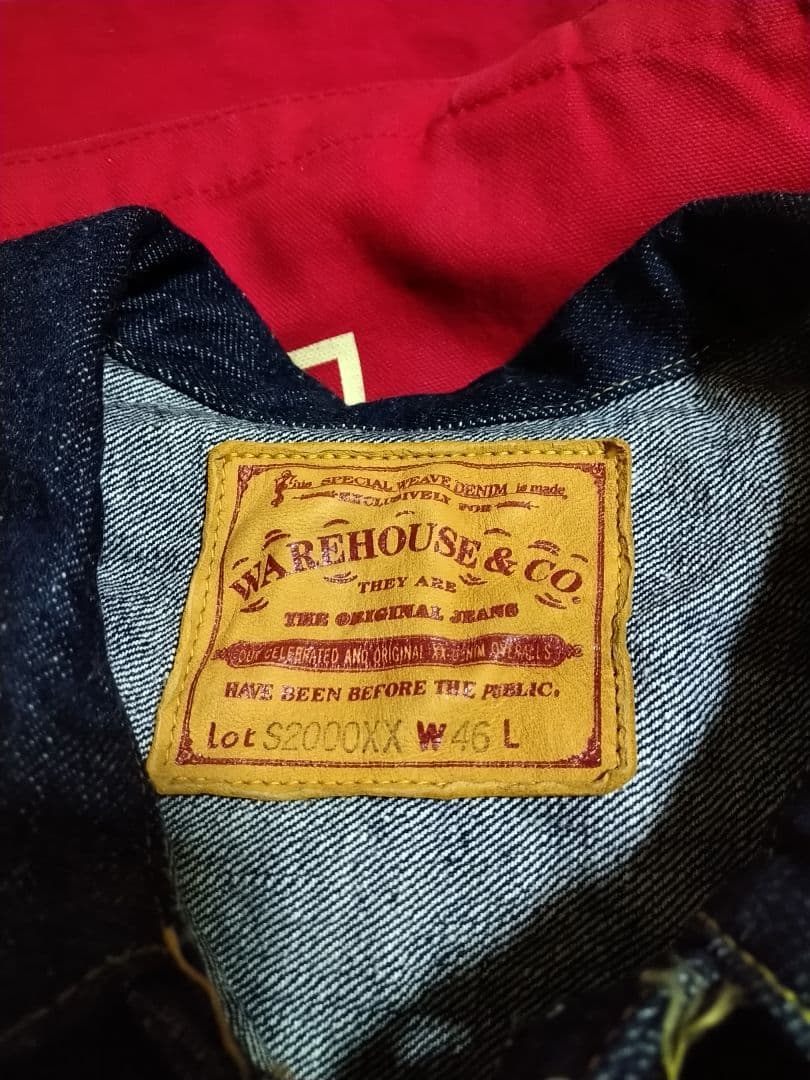 This SPECIAL WEAVE DENIM is made
EXCLUSIVELY FOR
WAREHOUSE & CO.
THEY ARE
THE ORIGINAL JEANS
OUR CELEBRATED AND ORIGINAL XX DENIM OVERALLS
HAVE BEEN BEFORE THE PUBLIC.
Lot S2000XX W 46 L